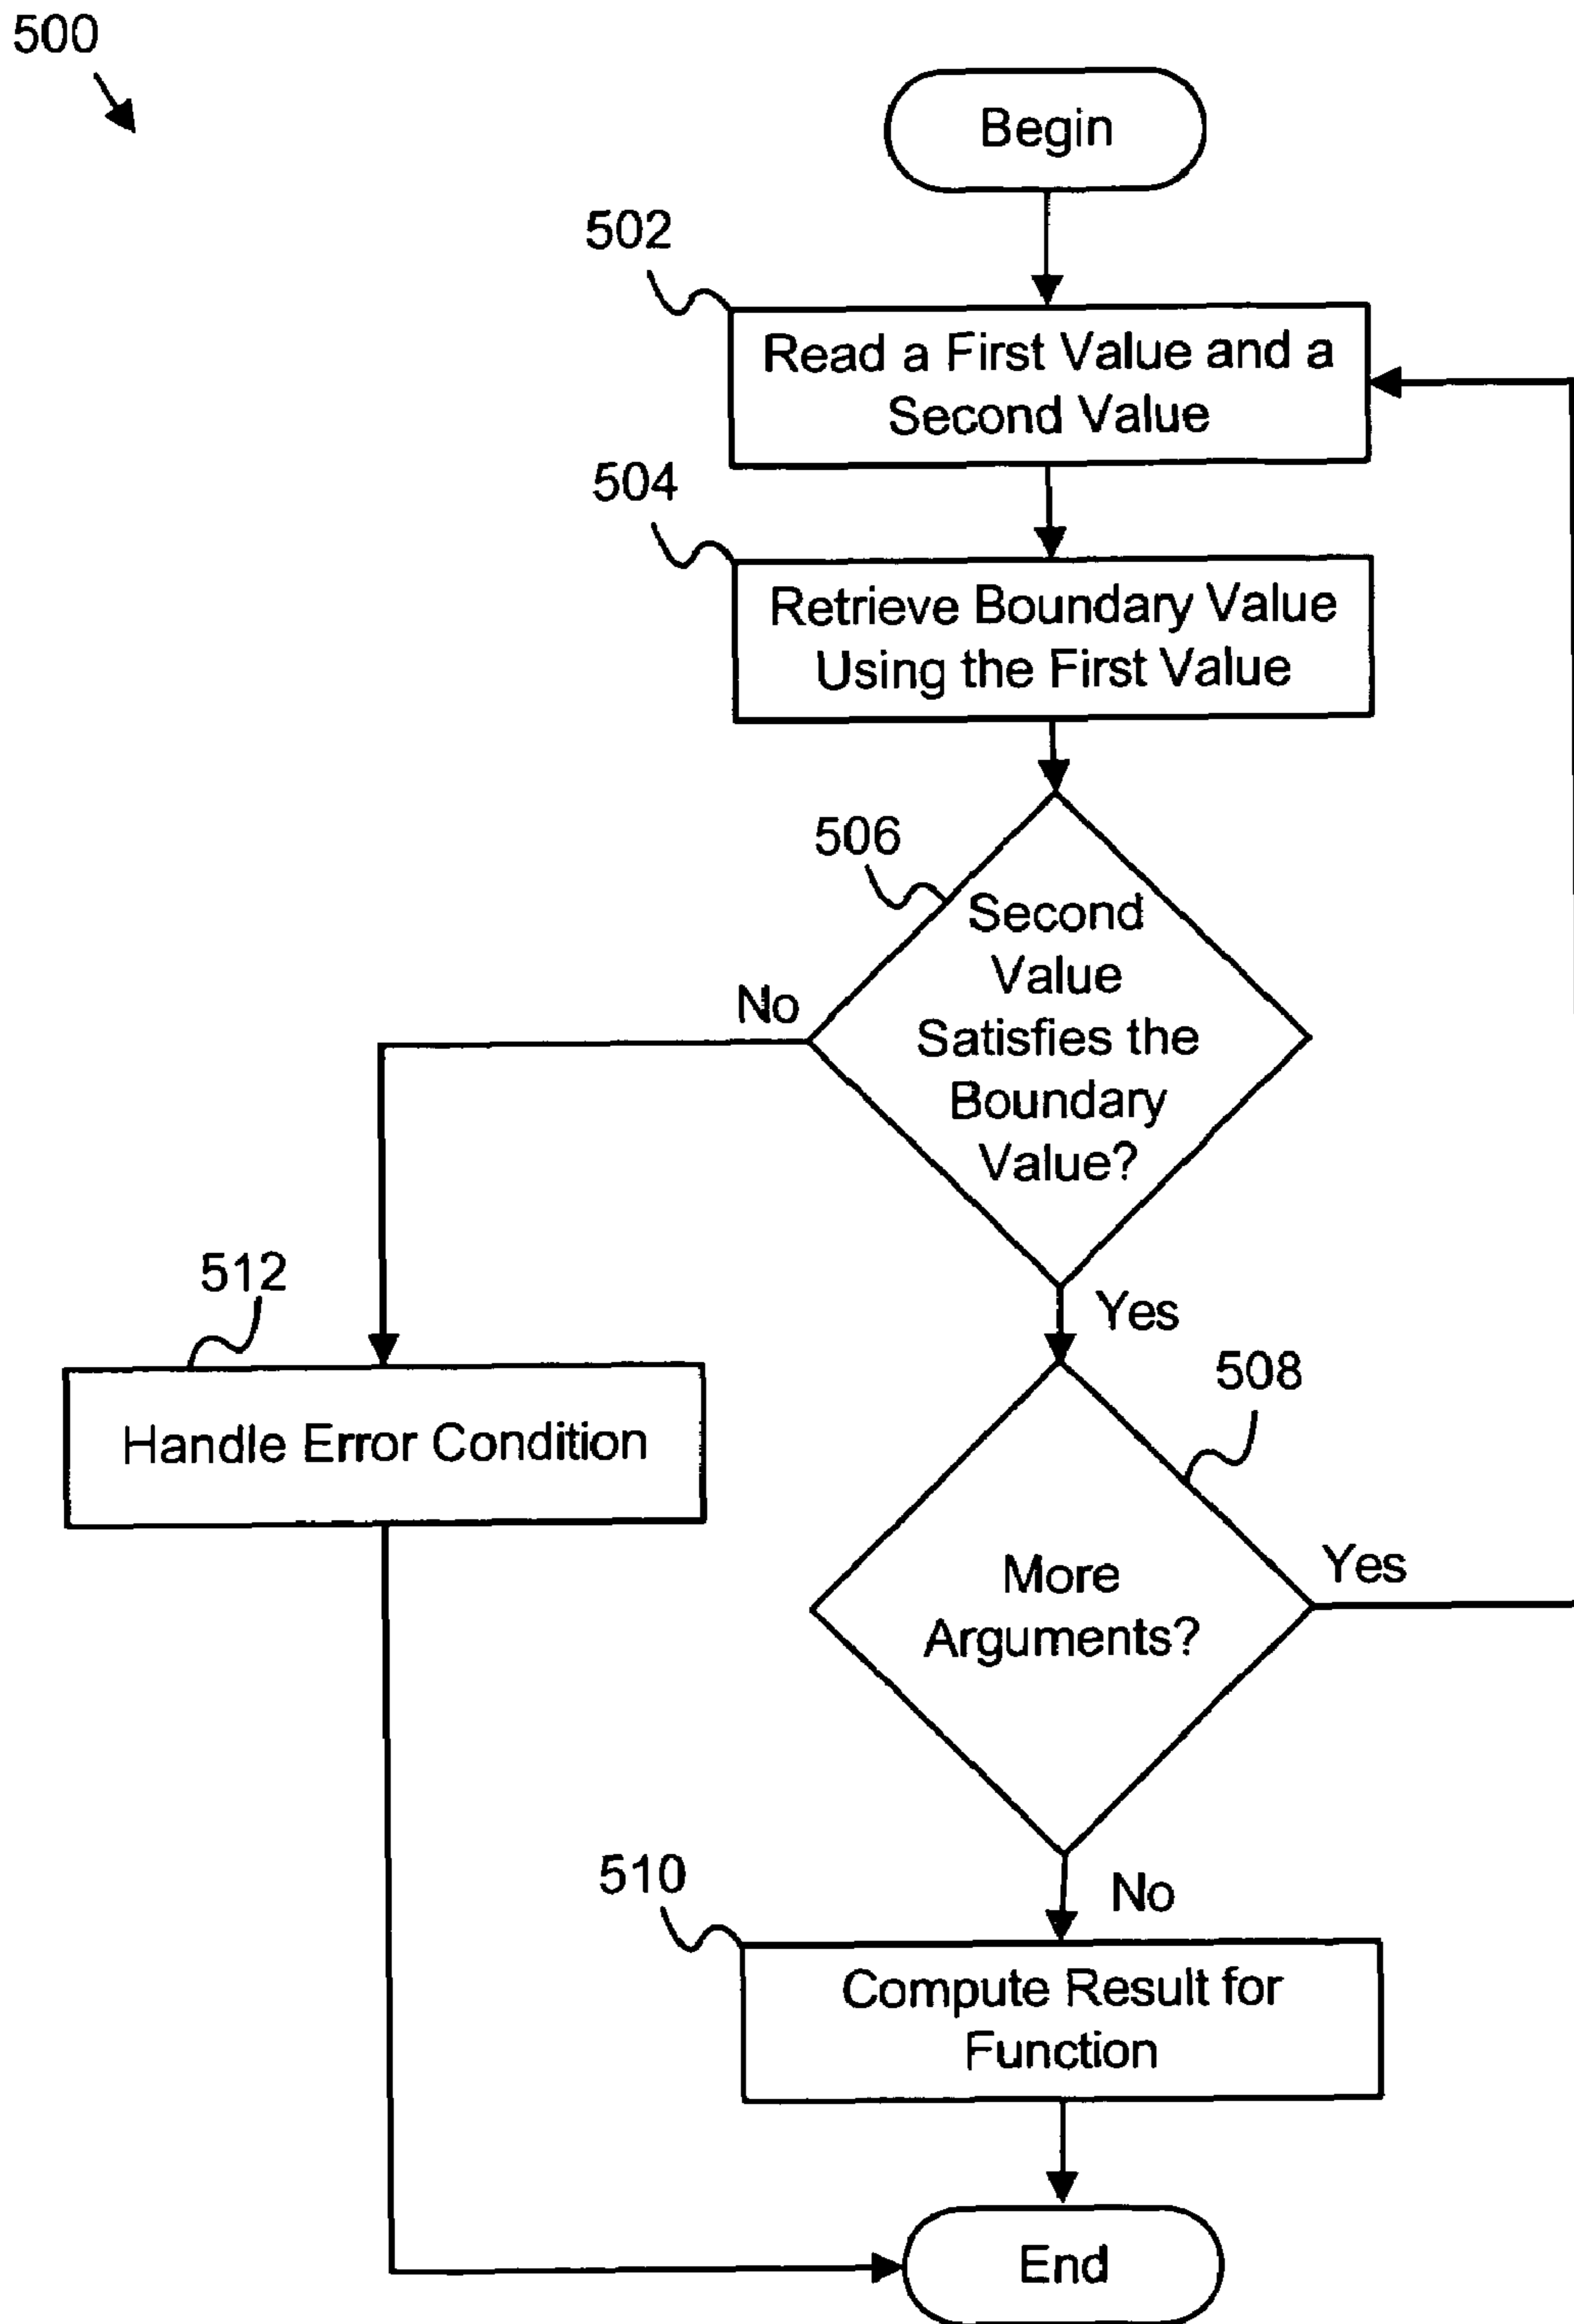 500
Begin
502
Read a First Value and a
Second Value
504
Retrieve Boundary Value
Using the First Value
506
Second
Value
Satisfies the
Boundary
Value?
No
Yes
512
Handle Error Condition
508
More
Arguments?
Yes
No
510
Compute Result for
Function
End